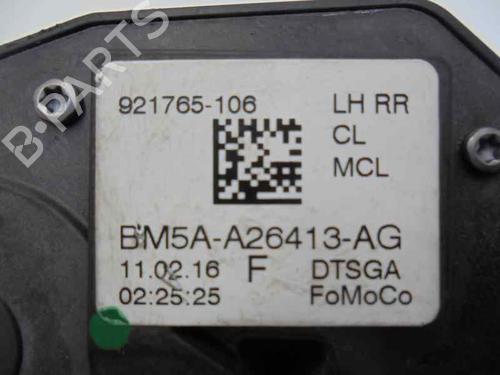 B-PARTS
921765-106 LH RR
CL
MCL
BM5A-A26413-AG
11.02.16 F DTSGA
02:25:25 FoMoCo